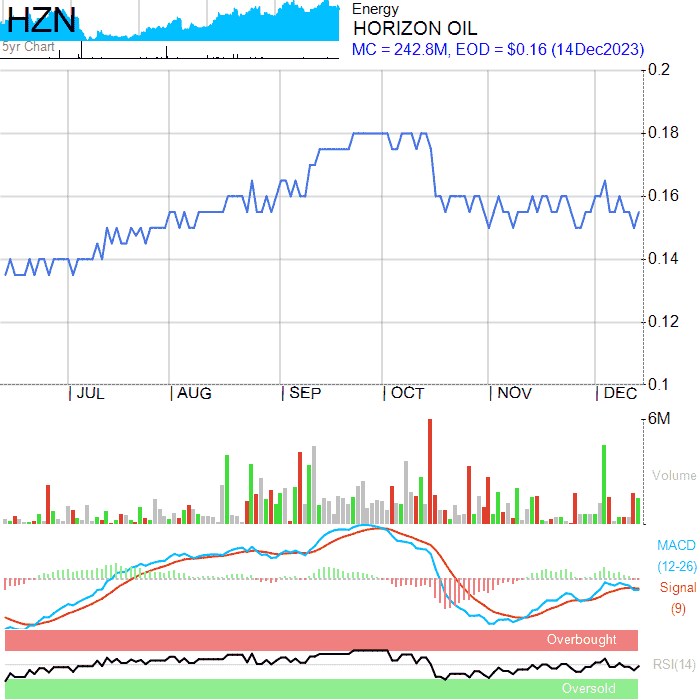 HZN
5yr Chart
Energy
HORIZON OIL
MC = 242.8M, EOD = $0.16 (14Dec2023)
0.2
0.18
0.16
0.14
0.12
0.1
JUL AUG SEP OCT NOV DEC
6M
Volume
MACD
(12-26)
Signal
(9)
Overbought
RSI(14)
Oversold